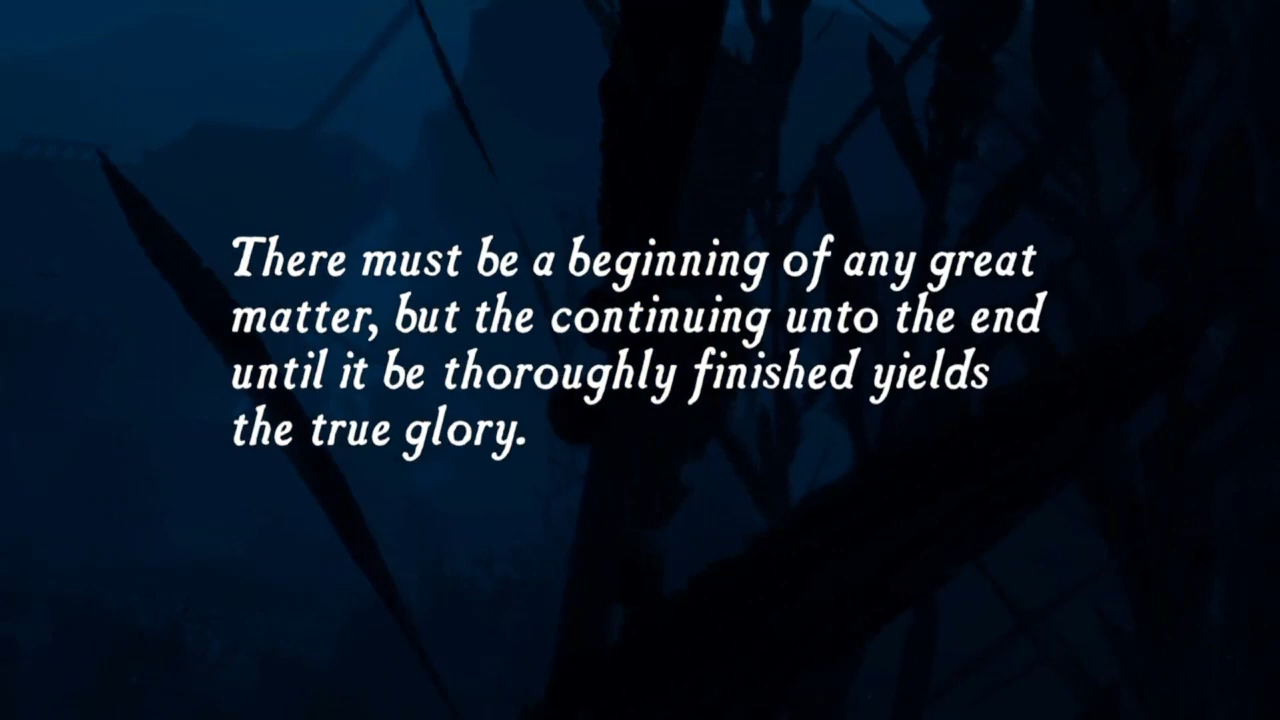 There must be a beginning of any great
matter, but the continuing unto the end
until it be thoroughly finished yields
the true glory.